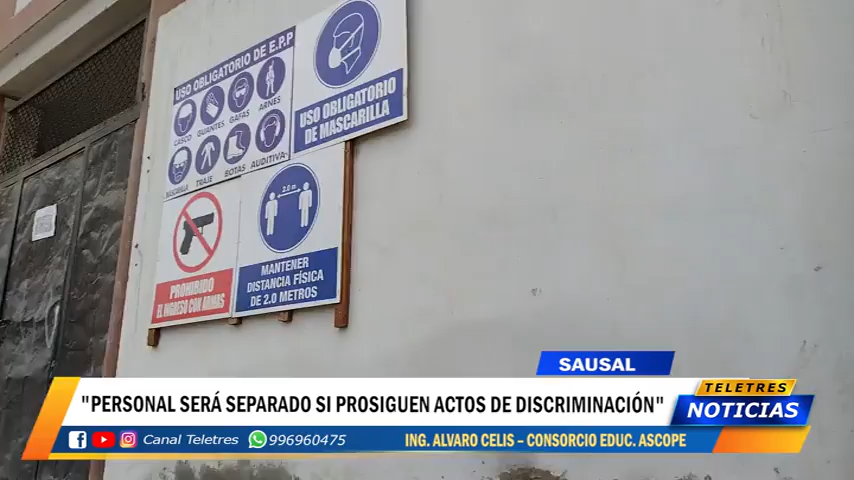 USO OBLIGATORIO DE E.P.P
CASCO
GUANTES
GAFAS
ARNES
MASCARILLA
TRAJE
BOTAS
AUDITIVA
USO OBLIGATORIO
DE MASCARILLA
PROHIBIDO
EL INGRESO CON ARMAS
2.0 m
MANTENER
DISTANCIA FÍSICA
DE 2.0 METROS
SAUSAL
"PERSONAL SERÁ SEPARADO SI PROSIGUEN ACTOS DE DISCRIMINACIÓN"
TELETRES
NOTICIAS
Canal Teletres
996960475
ING. ALVARO CELIS – CONSORCIO EDUC. ASCOPE